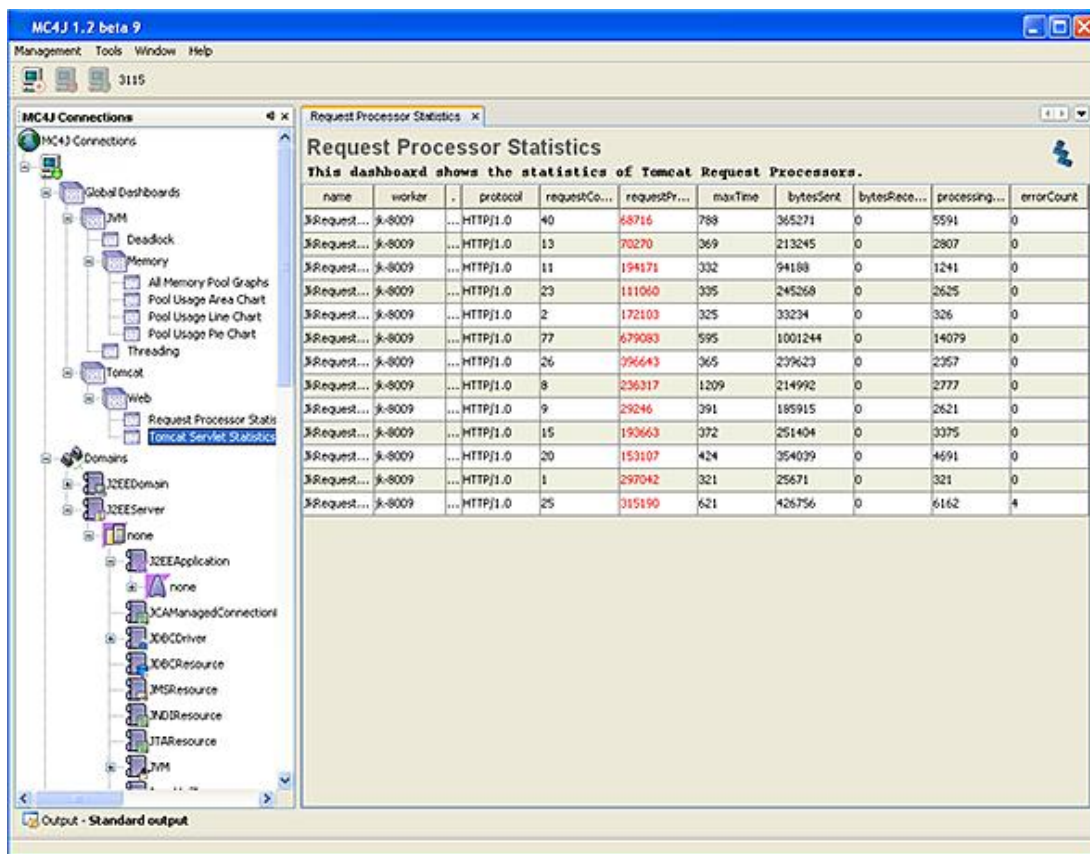 MC4J 1.2 beta 9
Management Tools Window Help
3115
MC4J Connections
MC4J Connections
Global Dashboards
JVM
Deadlock
Memory
All Memory Pool Graphs
Pool Usage Area Chart
Pool Usage Line Chart
Pool Usage Pie Chart
Threading
Tomcat
Web
Request Processor Statis
Tomcat Servlet Statistics
Domains
J2EEDomain
J2EEServer
none
J2EEApplication
none
JCAManagedConnection
JDBCDriver
JDBCResource
JMSResource
JNDIResource
JTAResource
JVM
Request Processor Statistics
Request Processor Statistics
This dashboard shows the statistics of Tomcat Request Processors.
name worker . protocol requestCo... requestPr... maxTime bytesSent bytesRece... processing... errorCount
JkRequest... jk-8009 ... HTTP/1.0 40 68716 788 365271 0 5591 0
JkRequest... jk-8009 ... HTTP/1.0 13 70270 369 213245 0 2807 0
JkRequest... jk-8009 ... HTTP/1.0 11 194171 332 94188 0 1241 0
JkRequest... jk-8009 ... HTTP/1.0 23 111060 335 245268 0 2625 0
JkRequest... jk-8009 ... HTTP/1.0 2 172103 325 33234 0 326 0
JkRequest... jk-8009 ... HTTP/1.0 77 679083 595 1001244 0 14079 0
JkRequest... jk-8009 ... HTTP/1.0 26 396643 365 239623 0 2357 0
JkRequest... jk-8009 ... HTTP/1.0 8 236317 1209 214992 0 2777 0
JkRequest... jk-8009 ... HTTP/1.0 9 29246 391 185915 0 2621 0
JkRequest... jk-8009 ... HTTP/1.0 15 193663 372 251404 0 3375 0
JkRequest... jk-8009 ... HTTP/1.0 20 153107 424 354039 0 4691 0
JkRequest... jk-8009 ... HTTP/1.0 1 297042 321 25671 0 321 0
JkRequest... jk-8009 ... HTTP/1.0 25 315190 621 426756 0 6162 4
Output - Standard output